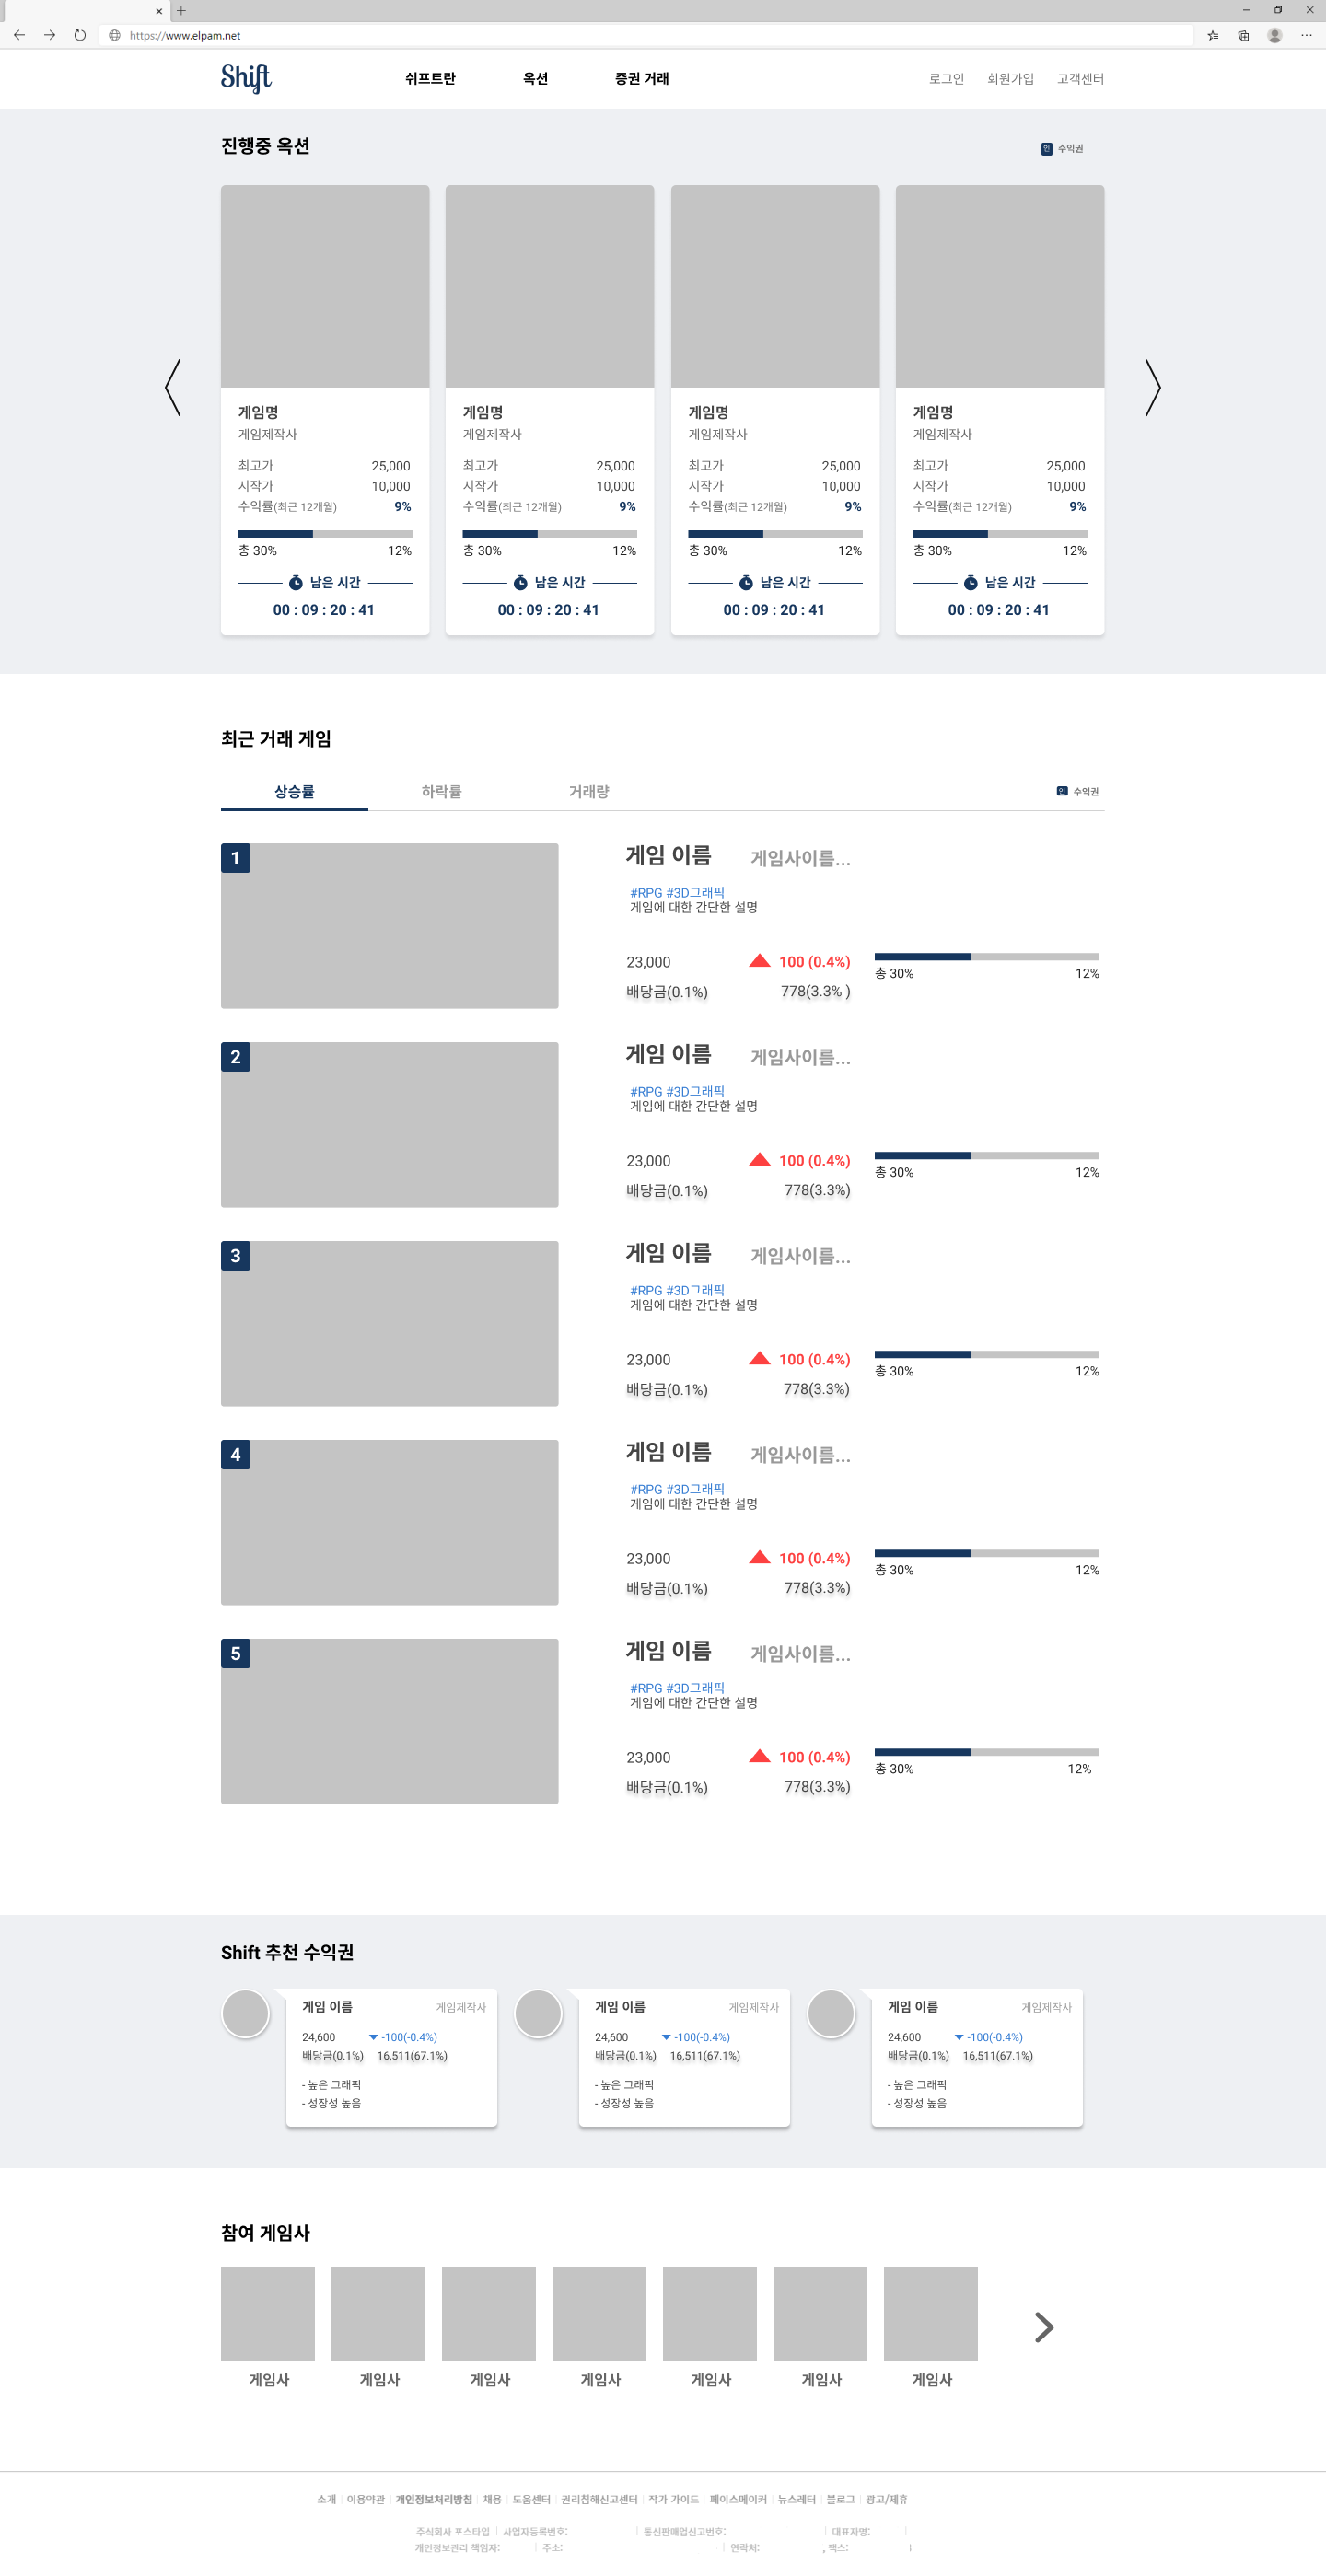 https://www.elpam.net
Shift 쉬프트란 옥션 증권 거래 로그인 회원가입 고객센터
진행중 옥션 인 수익권
게임명 게임명 게임명 게임명
게임제작사 게임제작사 게임제작사 게임제작사
최고가 25,000 최고가 25,000 최고가 25,000 최고가 25,000
시작가 10,000 시작가 10,000 시작가 10,000 시작가 10,000
수익률(최근 12개월) 9% 수익률(최근 12개월) 9% 수익률(최근 12개월) 9% 수익률(최근 12개월) 9%
총 30% 12% 총 30% 12% 총 30% 12% 총 30% 12%
남은 시간 남은 시간 남은 시간 남은 시간
00 : 09 : 20 : 41 00 : 09 : 20 : 41 00 : 09 : 20 : 41 00 : 09 : 20 : 41
최근 거래 게임
상승률 하락률 거래량 인 수익권
1 게임 이름 게임사이름...
#RPG #3D그래픽
게임에 대한 간단한 설명
23,000 100 (0.4%)
총 30% 12%
배당금(0.1%) 778(3.3% )
2 게임 이름 게임사이름...
#RPG #3D그래픽
게임에 대한 간단한 설명
23,000 100 (0.4%)
총 30% 12%
배당금(0.1%) 778(3.3%)
3 게임 이름 게임사이름...
#RPG #3D그래픽
게임에 대한 간단한 설명
23,000 100 (0.4%)
총 30% 12%
배당금(0.1%) 778(3.3%)
4 게임 이름 게임사이름...
#RPG #3D그래픽
게임에 대한 간단한 설명
23,000 100 (0.4%)
총 30% 12%
배당금(0.1%) 778(3.3%)
5 게임 이름 게임사이름...
#RPG #3D그래픽
게임에 대한 간단한 설명
23,000 100 (0.4%)
총 30% 12%
배당금(0.1%) 778(3.3%)
Shift 추천 수익권
게임 이름 게임제작사 게임 이름 게임제작사 게임 이름 게임제작사
24,600 -100(-0.4%) 24,600 -100(-0.4%) 24,600 -100(-0.4%)
배당금(0.1%) 16,511(67.1%) 배당금(0.1%) 16,511(67.1%) 배당금(0.1%) 16,511(67.1%)
- 높은 그래픽 - 높은 그래픽 - 높은 그래픽
- 성장성 높음 - 성장성 높음 - 성장성 높음
참여 게임사
게임사 게임사 게임사 게임사 게임사 게임사 게임사
소개 | 이용약관 | 개인정보처리방침 | 채용 | 도움센터 | 권리침해신고센터 | 작가 가이드 | 페이스메이커 | 뉴스레터 | 블로그 | 광고/제휴
주식회사 포스타입 | 사업자등록번호: | 통신판매업신고번호: | 대표자명: |
개인정보관리 책임자: | 주소: | 연락처: , 팩스: |